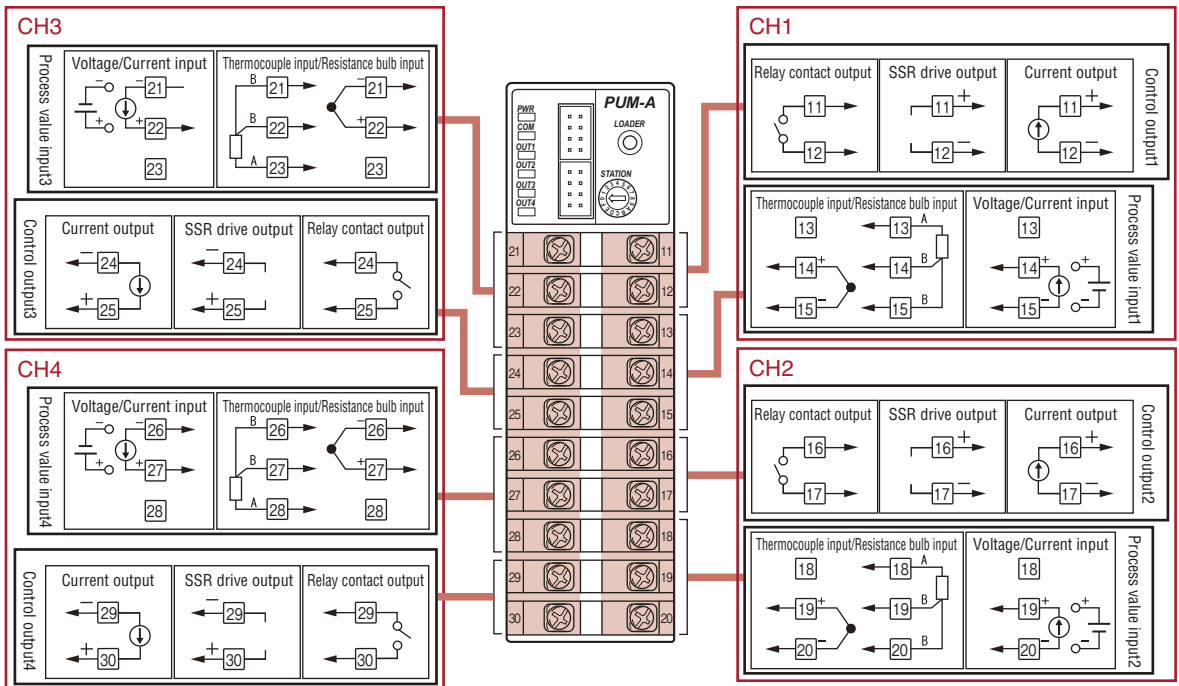 CH3
Process value input3
Voltage/Current input
− − 21
+ + 22
23
Thermocouple input/Resistance bulb input
B 21 − 21
B 22 + 22
A 23 23
Control output3
Current output
− 24
+ 25
SSR drive output
− 24
+ 25
Relay contact output
24
25
CH4
Process value input4
Voltage/Current input
− − 26
+ + 27
28
Thermocouple input/Resistance bulb input
B 26 − 26
B 27 + 27
A 28 28
Control output4
Current output
− 29
+ 30
SSR drive output
− 29
+ 30
Relay contact output
29
30
PUM-A
PWR
COM
OUT1
OUT2
OUT3
OUT4
LOADER
STATION
21 11
22 12
23 13
24 14
25 15
26 16
27 17
28 18
29 19
30 20
CH1
Relay contact output
11
12
SSR drive output
11 +
12 −
Current output
11 +
12 −
Control output1
Thermocouple input/Resistance bulb input
13 13 A
14 + 14 B
15 − 15 B
Voltage/Current input
13
14 + +
15 − −
Process value input1
CH2
Relay contact output
16
17
SSR drive output
16 +
17 −
Current output
16 +
17 −
Control output2
Thermocouple input/Resistance bulb input
18 18 A
19 + 19 B
20 − 20 B
Voltage/Current input
18
19 + +
20 − −
Process value input2